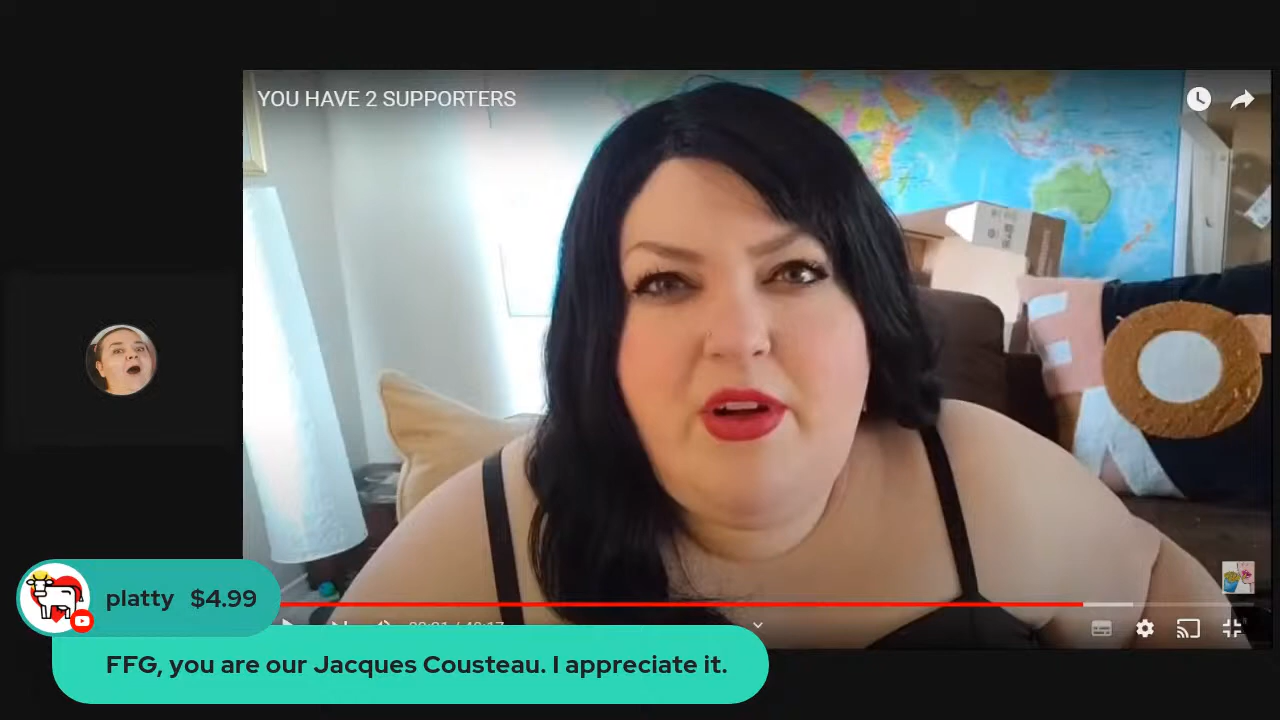 YOU HAVE 2 SUPPORTERS
platty $4.99
FFG, you are our Jacques Cousteau. I appreciate it.